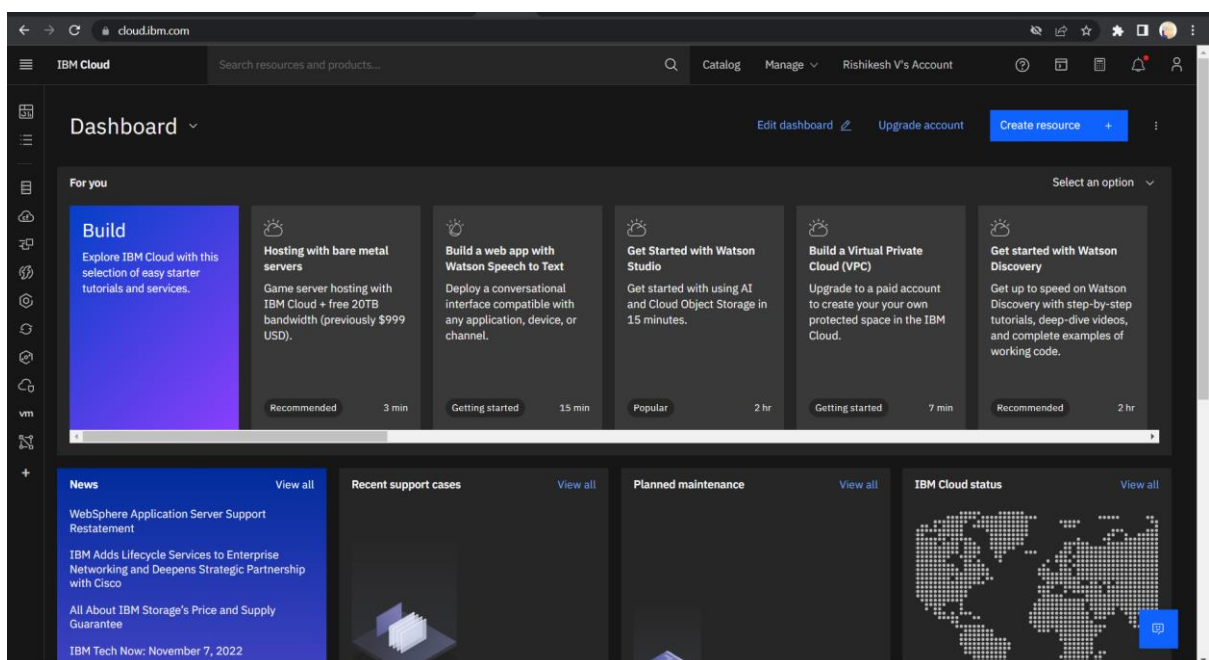 cloud.ibm.com
IBM Cloud
Search resources and products...
Catalog
Manage
Rishikesh V's Account
Dashboard
Edit dashboard
Upgrade account
Create resource +
For you
Select an option
Build
Explore IBM Cloud with this
selection of easy starter
tutorials and services.
Hosting with bare metal
servers
Game server hosting with
IBM Cloud + free 20TB
bandwidth (previously $999
USD).
Recommended
3 min
Build a web app with
Watson Speech to Text
Deploy a conversational
interface compatible with
any application, device, or
channel.
Getting started
15 min
Get Started with Watson
Studio
Get started with using AI
and Cloud Object Storage in
15 minutes.
Popular
2 hr
Build a Virtual Private
Cloud (VPC)
Upgrade to a paid account
to create your your own
protected space in the IBM
Cloud.
Getting started
7 min
Get started with Watson
Discovery
Get up to speed on Watson
Discovery with step-by-step
tutorials, deep-dive videos,
and complete examples of
working code.
Recommended
2 hr
vm
News
View all
WebSphere Application Server Support
Restatement
IBM Adds Lifecycle Services to Enterprise
Networking and Deepens Strategic Partnership
with Cisco
All About IBM Storage's Price and Supply
Guarantee
IBM Tech Now: November 7, 2022
Recent support cases
View all
Planned maintenance
View all
IBM Cloud status
View all